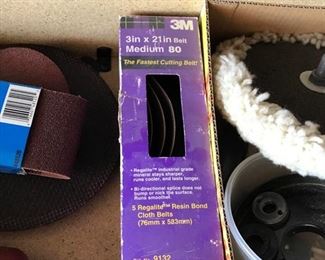 3M
3in x 21in Belt
Medium 80
The Fastest Cutting Belt!
• Regalite™ industrial grade
mineral stays sharper,
runs cooler, and lasts longer.
• Bi-directional splice does not
bump or nick the surface.
Runs smoother.
5 Regalite™ Resin Bond
Cloth Belts
(76mm x 533mm)
9132